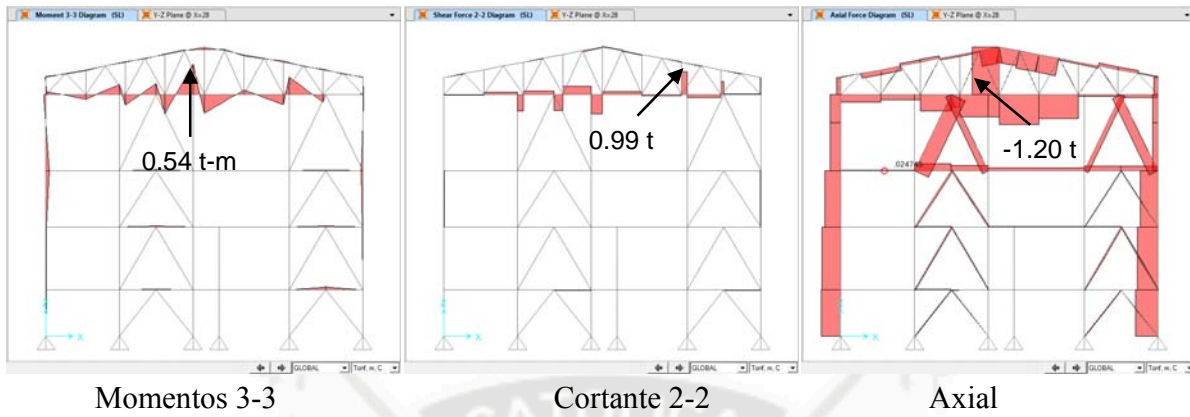 Moment 3-3 Diagram (SL)
Y-Z Plane @ X=28
Shear Force 2-2 Diagram (SL)
Y-Z Plane @ X=28
Axial Force Diagram (SL)
Y-Z Plane @ X=28
0.54 t-m
0.99 t
-1.20 t
X
X
X
GLOBAL
Tonf, m, C
GLOBAL
Tonf, m, C
GLOBAL
Tonf, m, C
Momentos 3-3
Cortante 2-2
Axial